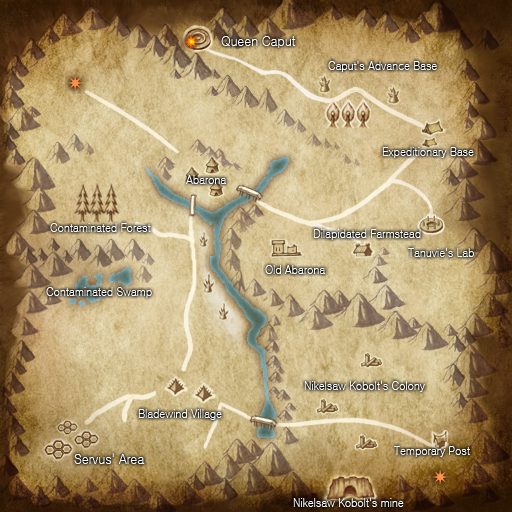 Queen Caput
Caput's Advance Base
Expeditionary Base
Abarona
Contaminated Forest
Dilapidated Farmstead
Tanuvie's Lab
Old Abarona
Contaminated Swamp
Nikelsaw Kobolt's Colony
Bladewind Village
Temporary Post
Servus' Area
Nikelsaw Kobolt's mine